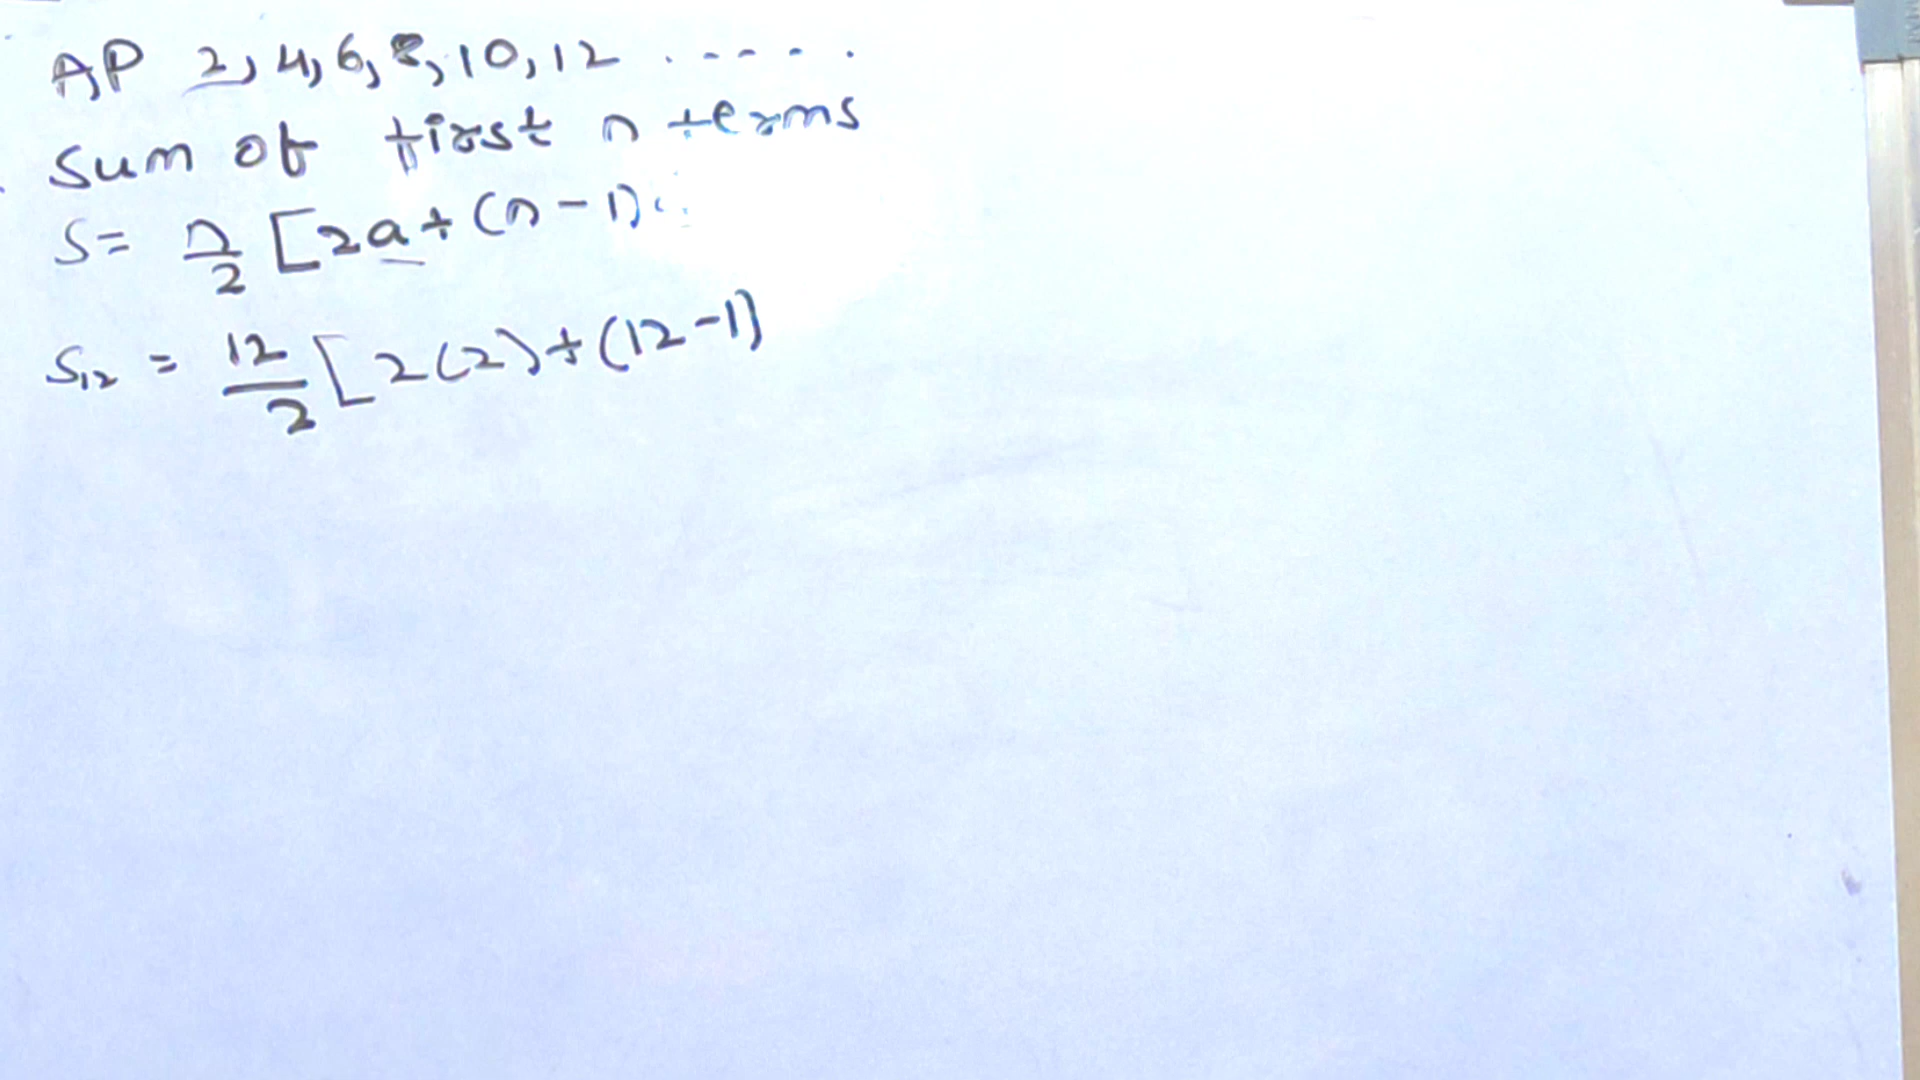 AP 2, 4, 6, 8, 10, 12 . - - - .
Sum of first n terms
S = n/2 [2a + (n - 1)
S12 = 12/2 [2(2) + (12 - 1)